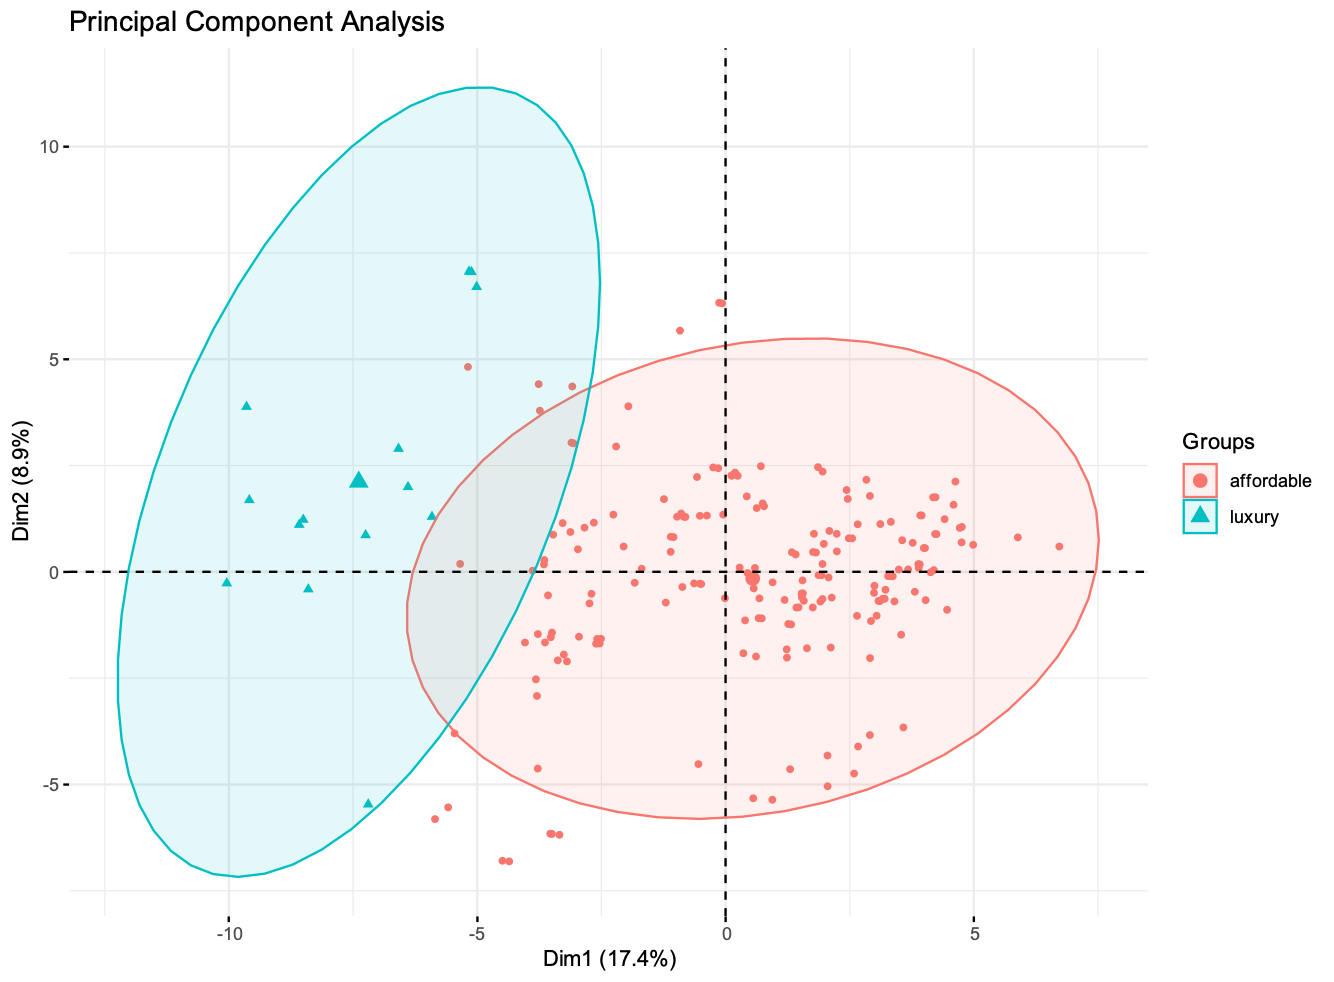 Principal Component Analysis
10
5
0
-5
Dim2 (8.9%)
-10
-5
0
5
Dim1 (17.4%)
Groups
affordable
luxury